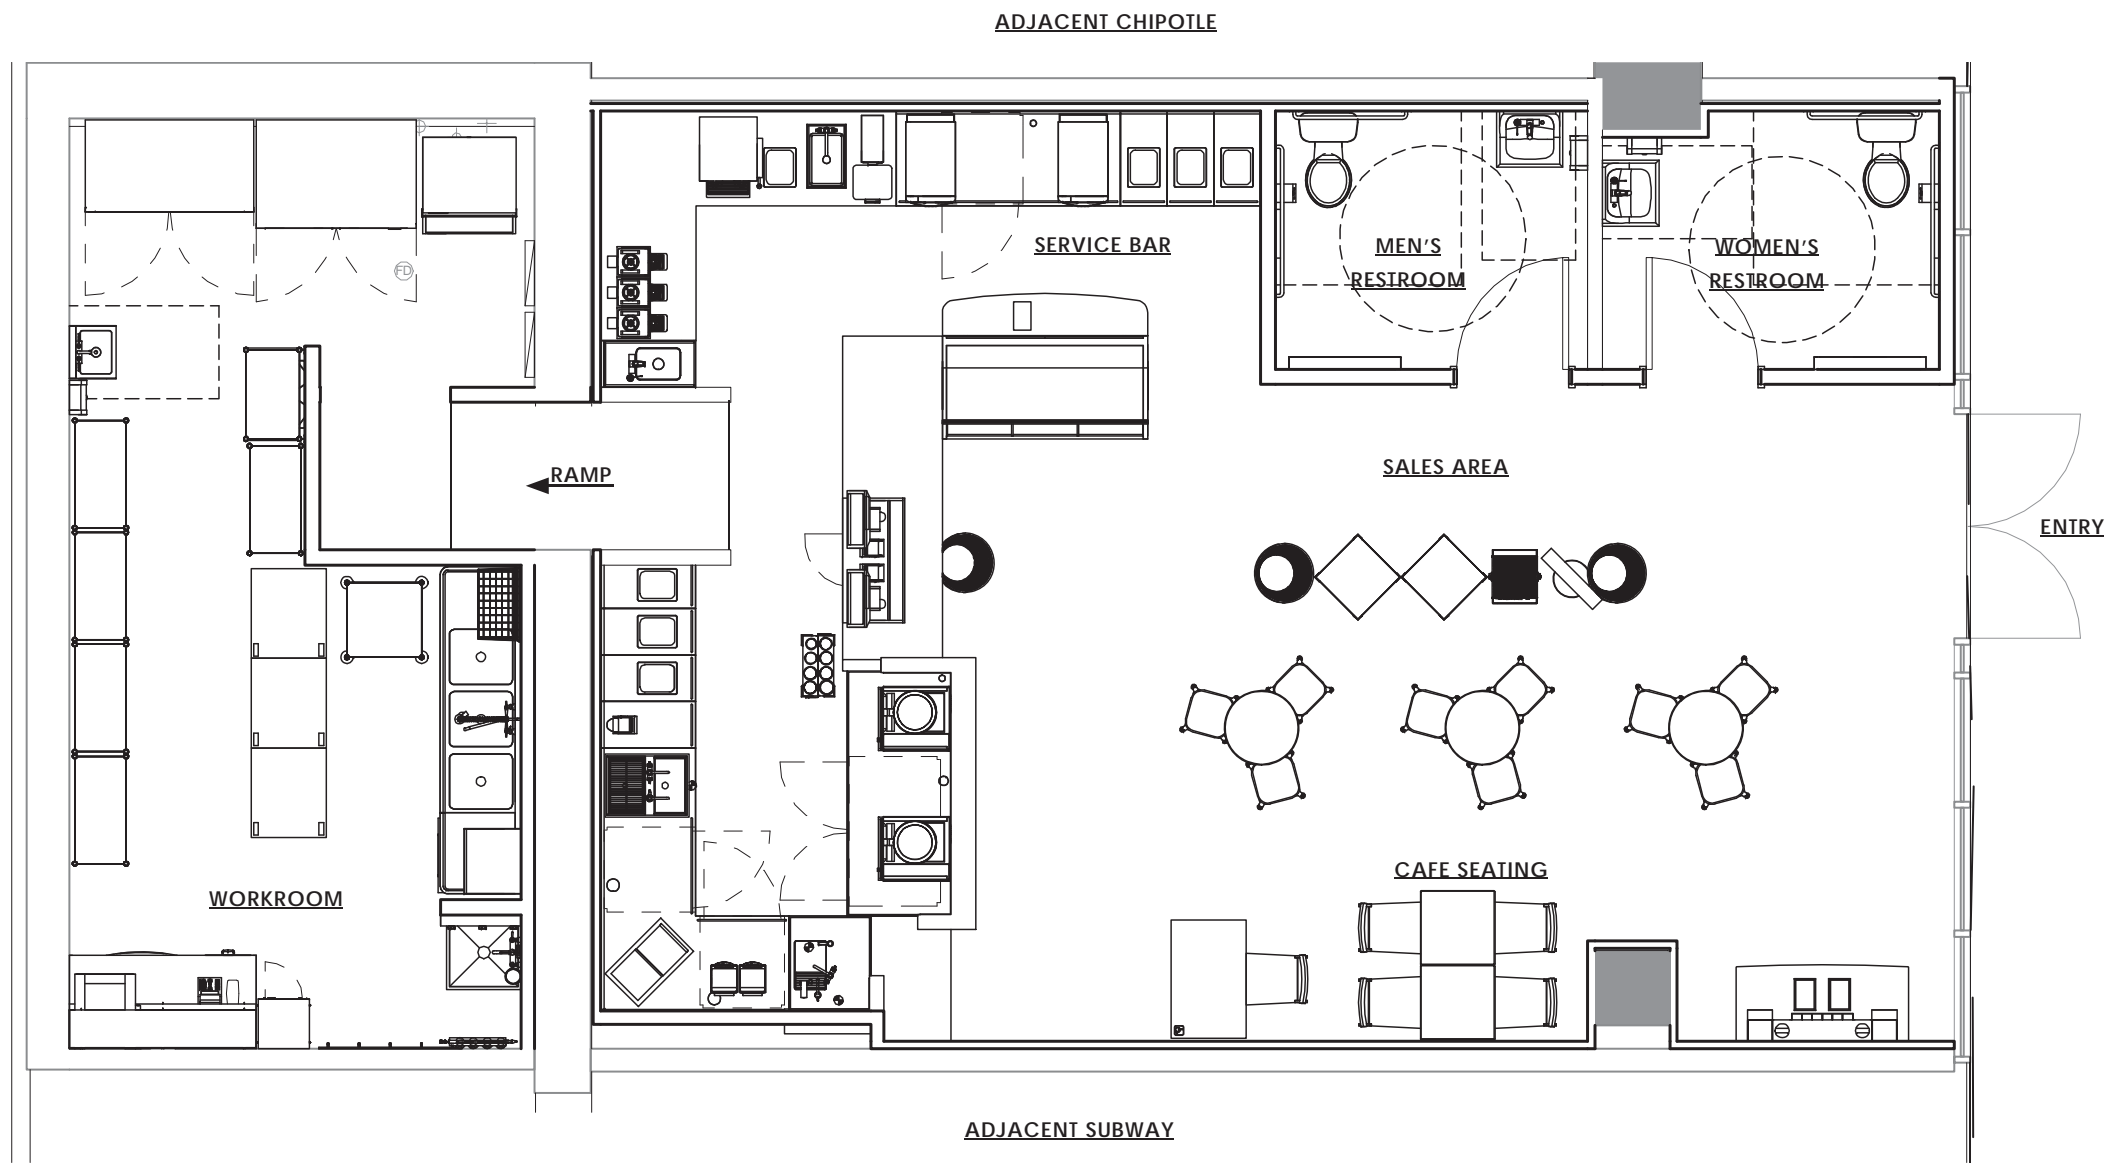 ADJACENT CHIPOTLE
SERVICE BAR
MEN'S
RESTROOM
WOMEN'S
RESTROOM
FD
RAMP
SALES AREA
ENTRY
CAFE SEATING
WORKROOM
ADJACENT SUBWAY